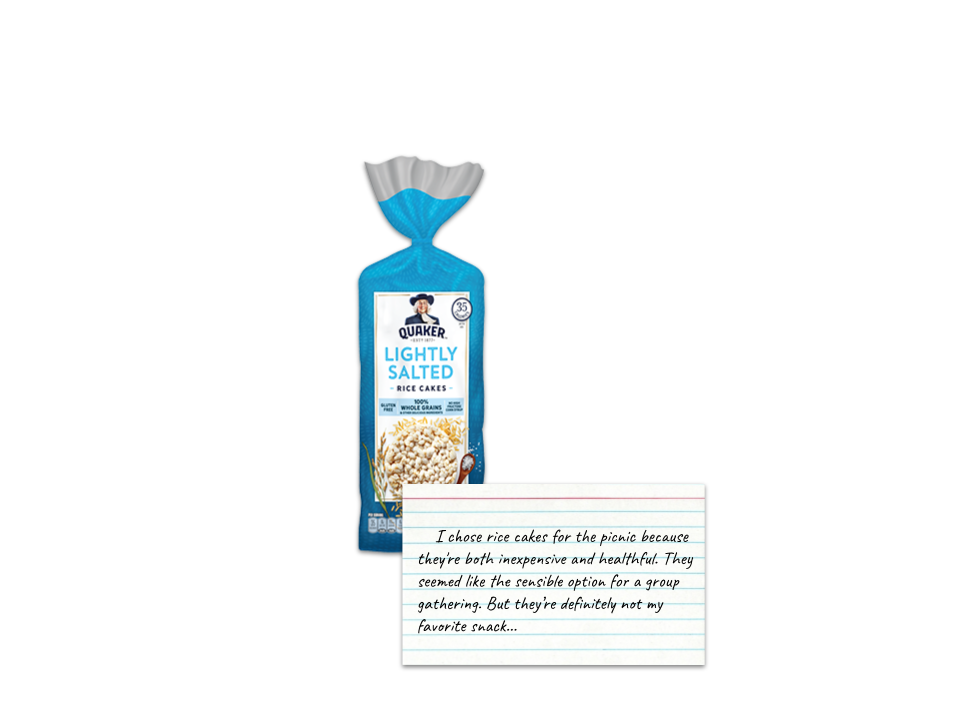 35
QUAKER
EST. 1877
LIGHTLY
SALTED
RICE CAKES
GLUTEN
FREE
100%
WHOLE GRAINS
I chose rice cakes for the picnic because
they're both inexpensive and healthful. They
seemed like the sensible option for a group
gathering. But they're definitely not my
favorite snack...